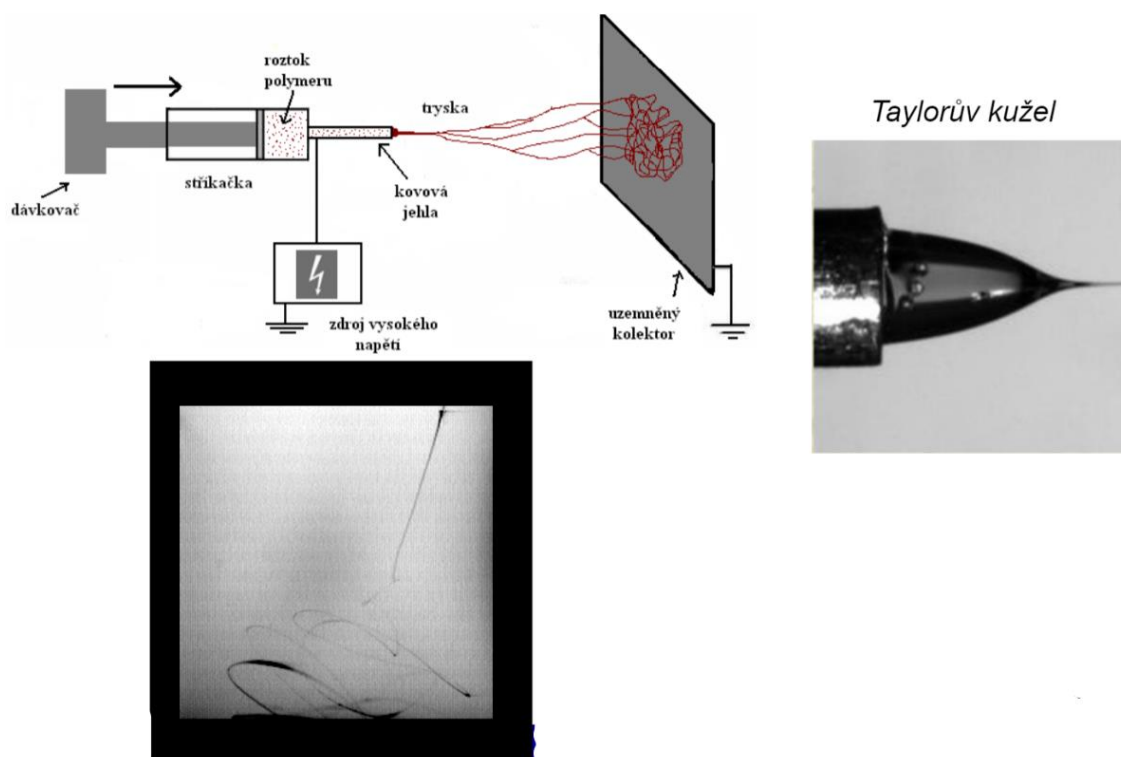 roztok
polymeru
tryska
Taylorův kužel
stříkačka
kovová
jehla
dávkovač
zdroj vysokého
napětí
uzemněný
kolektor